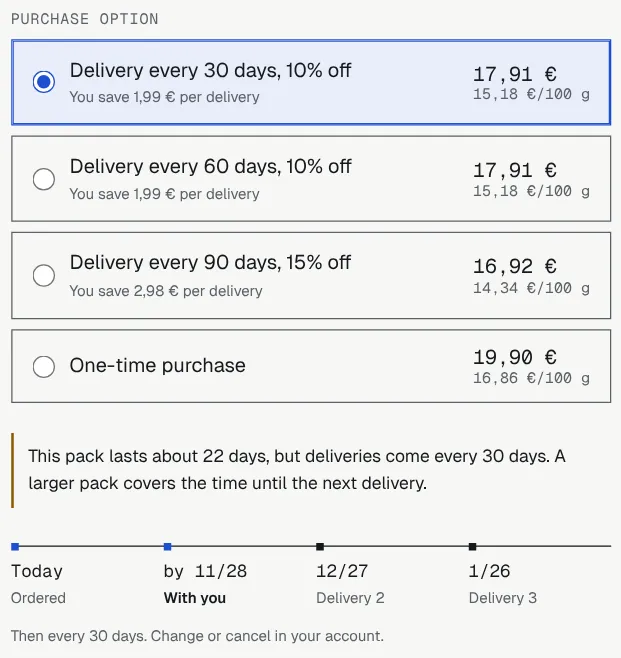 PURCHASE OPTION
Delivery every 30 days, 10% off
17,91 €
You save 1,99 € per delivery
15,18 €/100 g
Delivery every 60 days, 10% off
17,91 €
You save 1,99 € per delivery
15,18 €/100 g
Delivery every 90 days, 15% off
16,92 €
You save 2,98 € per delivery
14,34 €/100 g
One-time purchase
19,90 €
16,86 €/100 g
This pack lasts about 22 days, but deliveries come every 30 days. A
larger pack covers the time until the next delivery.
Today
by 11/28
12/27
1/26
Ordered
With you
Delivery 2
Delivery 3
Then every 30 days. Change or cancel in your account.